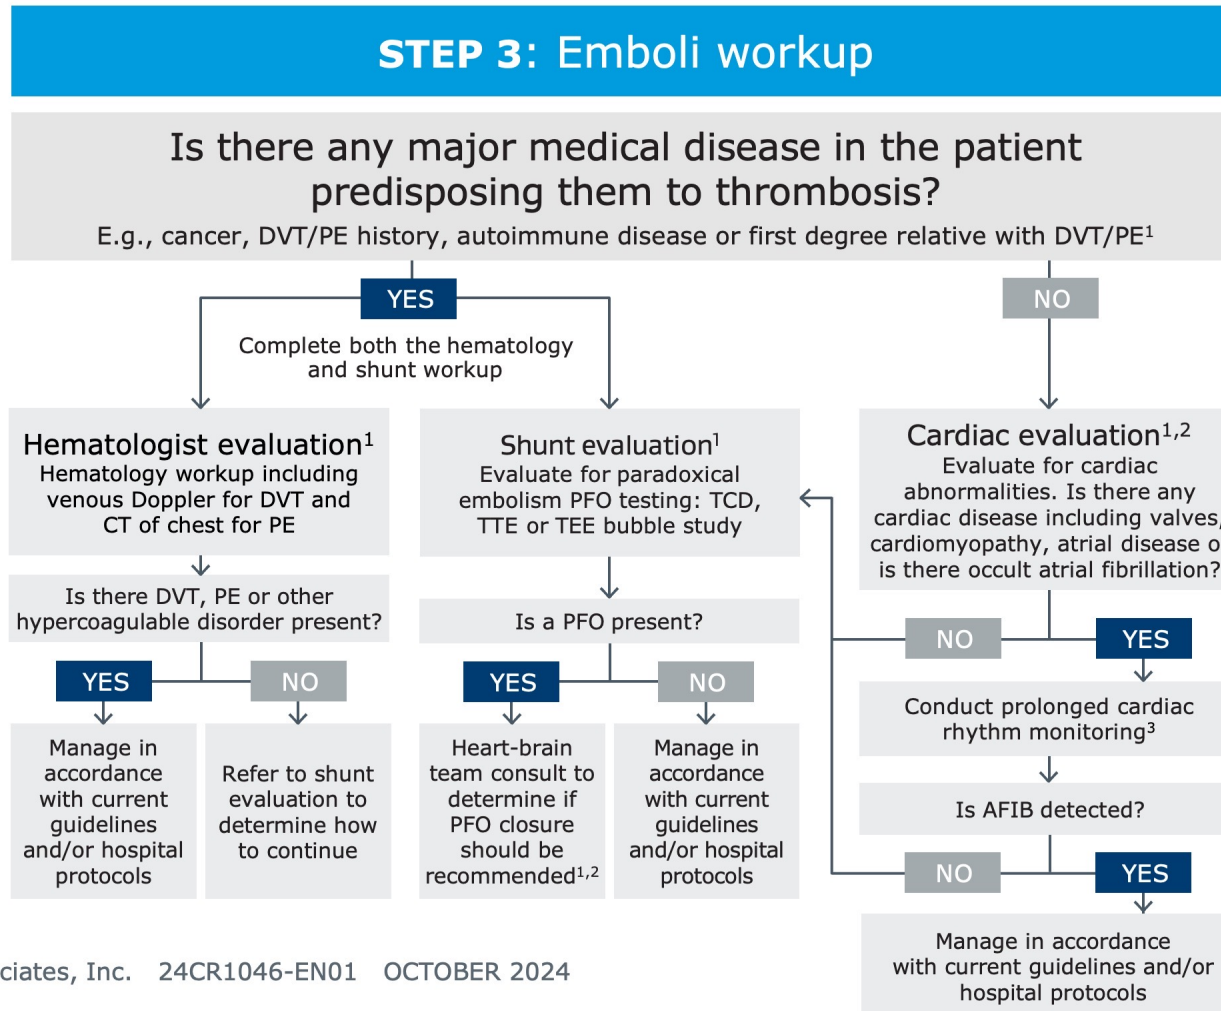 STEP 3: Emboli workup
Is there any major medical disease in the patient
predisposing them to thrombosis?
E.g., cancer, DVT/PE history, autoimmune disease or first degree relative with DVT/PE¹
YES
NO
Complete both the hematology
and shunt workup
Hematologist evaluation¹
Hematology workup including
venous Doppler for DVT and
CT of chest for PE
Is there DVT, PE or other
hypercoagulable disorder present?
YES
NO
Manage in
accordance
with current
guidelines
and/or hospital
protocols
Refer to shunt
evaluation to
determine how
to continue
Shunt evaluation¹
Evaluate for paradoxical
embolism PFO testing: TCD,
TTE or TEE bubble study
Is a PFO present?
YES
NO
Heart-brain
team consult to
determine if
PFO closure
should be
recommended¹,²
Manage in
accordance
with current
guidelines
and/or hospital
protocols
Cardiac evaluation¹,²
Evaluate for cardiac
abnormalities. Is there any
cardiac disease including valves,
cardiomyopathy, atrial disease o
is there occult atrial fibrillation?
NO
YES
Conduct prolonged cardiac
rhythm monitoring³
Is AFIB detected?
NO
YES
Manage in accordance
with current guidelines and/or
hospital protocols
ciates, Inc. 24CR1046-EN01 OCTOBER 2024